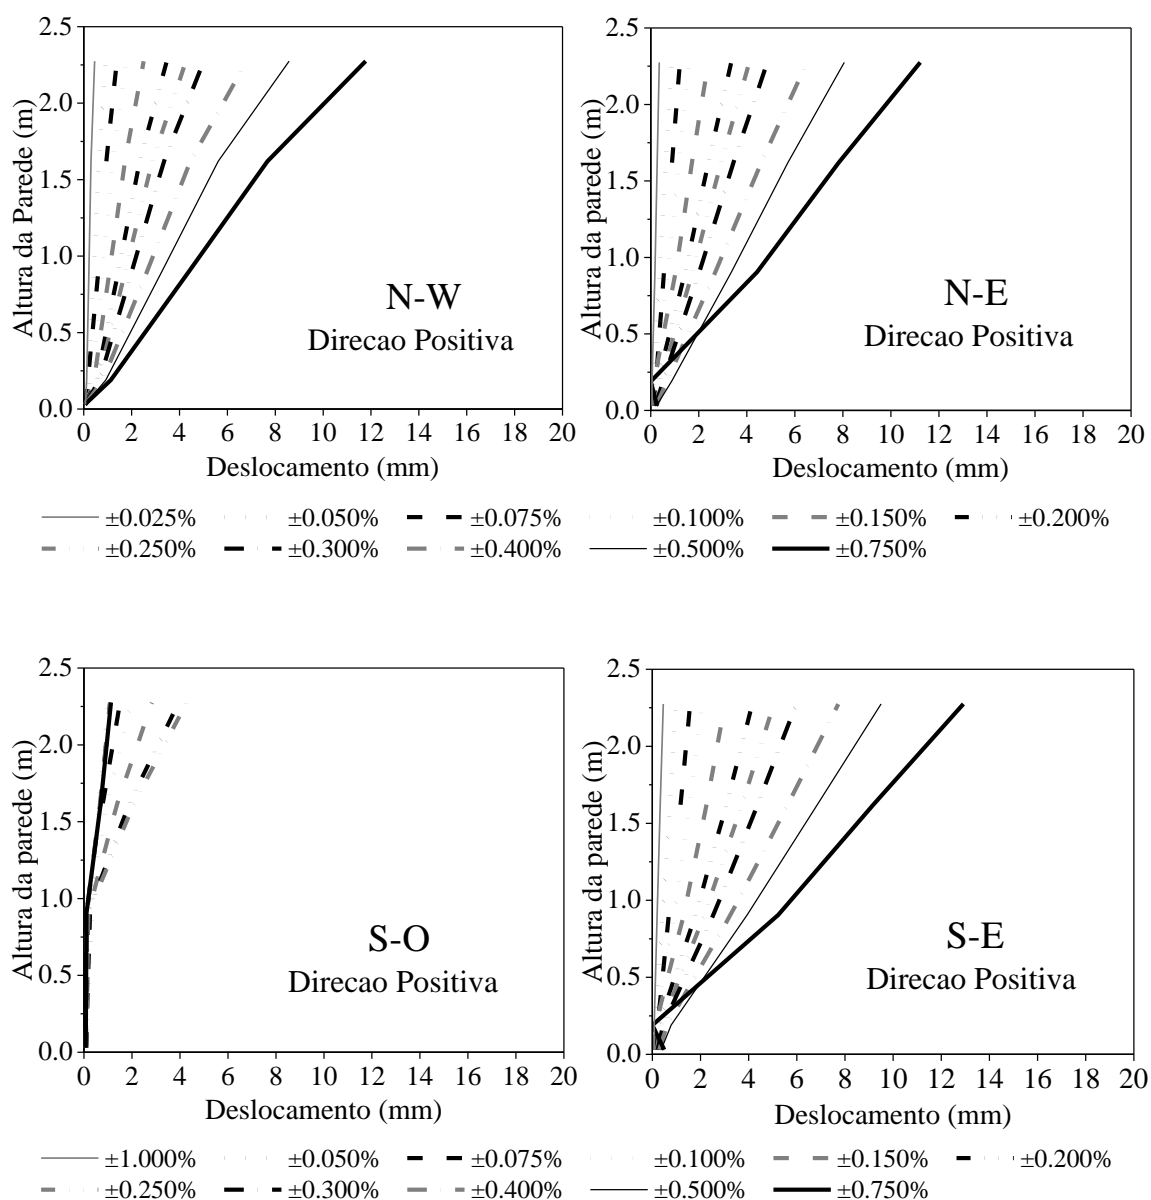 2.5
2.0
1.5
1.0
0.5
0.0
Altura da Parede (m)
N-W
Direcao Positiva
0 2 4 6 8 10 12 14 16 18 20
Deslocamento (mm)
2.5
2.0
1.5
1.0
0.5
0.0
Altura da parede (m)
N-E
Direcao Positiva
0 2 4 6 8 10 12 14 16 18 20
Deslocamento (mm)
±0.025% ±0.050% ±0.075% ±0.100% ±0.150% ±0.200%
±0.250% ±0.300% ±0.400% ±0.500% ±0.750%
2.5
2.0
1.5
1.0
0.5
0.0
Altura da parede (m)
S-O
Direcao Positiva
0 2 4 6 8 10 12 14 16 18 20
Deslocamento (mm)
2.5
2.0
1.5
1.0
0.5
0.0
Altura da parede (m)
S-E
Direcao Positiva
0 2 4 6 8 10 12 14 16 18 20
Deslocamento (mm)
±1.000% ±0.050% ±0.075% ±0.100% ±0.150% ±0.200%
±0.250% ±0.300% ±0.400% ±0.500% ±0.750%